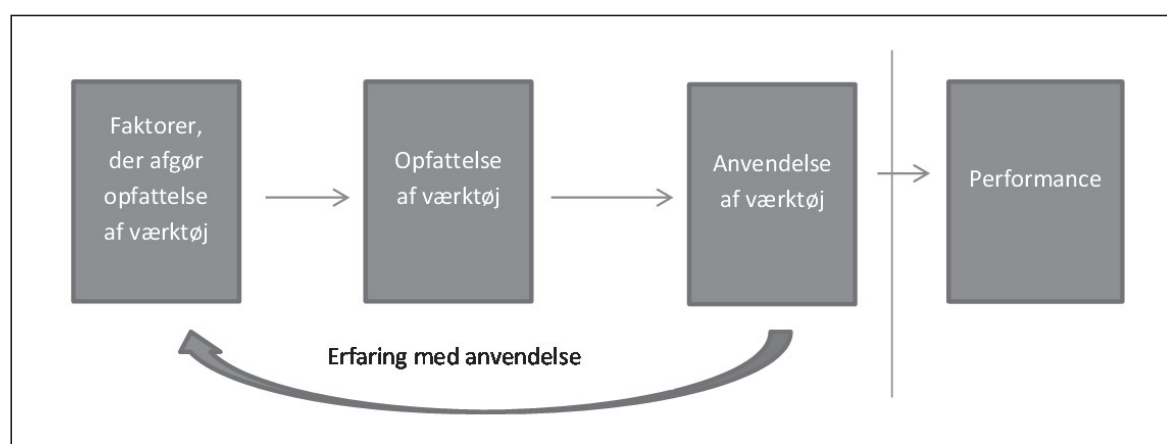 Faktorer,
der afgør
opfattelse
af værktøj
Opfattelse
af værktøj
Anvendelse
af værktøj
Performance
Erfaring med anvendelse